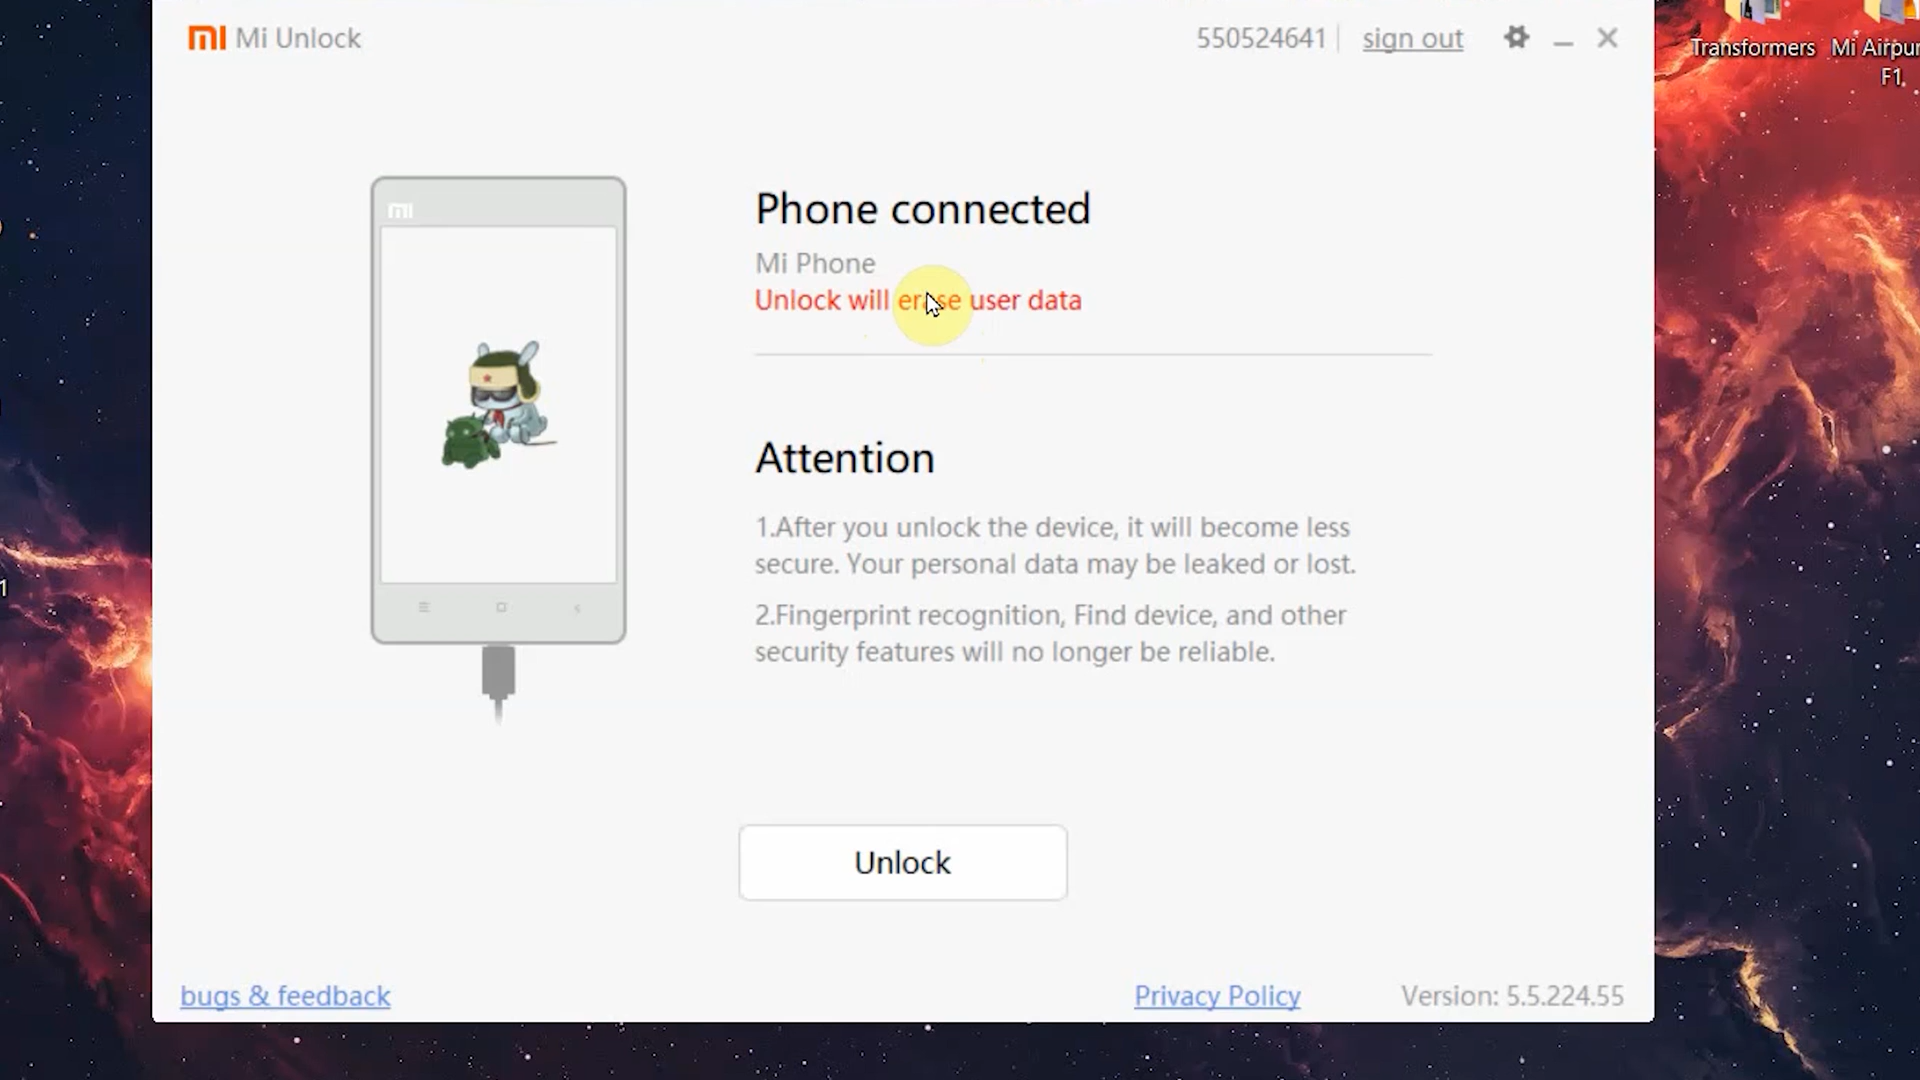 Mi Unlock
550524641
sign out
Transformers
Mi Airpur
F1
Phone connected
Mi Phone
Unlock will erase user data
Attention
1.After you unlock the device, it will become less
secure. Your personal data may be leaked or lost.
2.Fingerprint recognition, Find device, and other
security features will no longer be reliable.
1
Unlock
bugs & feedback
Privacy Policy
Version: 5.5.224.55